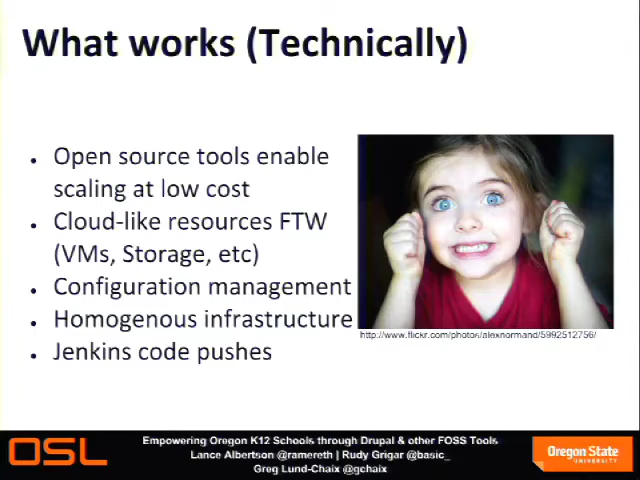 What works (Technically)
• Open source tools enable
scaling at low cost
• Cloud-like resources FTW
(VMs, Storage, etc)
• Configuration management
• Homogenous infrastructure
• Jenkins code pushes
http://www.flickr.com/photos/alexnormand/5992512756/
OSL
Empowering Oregon K12 Schools through Drupal & other FOSS Tools
Lance Albertson @ramereth | Rudy Grigar @basic_
Greg Lund-Chaix @gchaix
Oregon State
UNIVERSITY